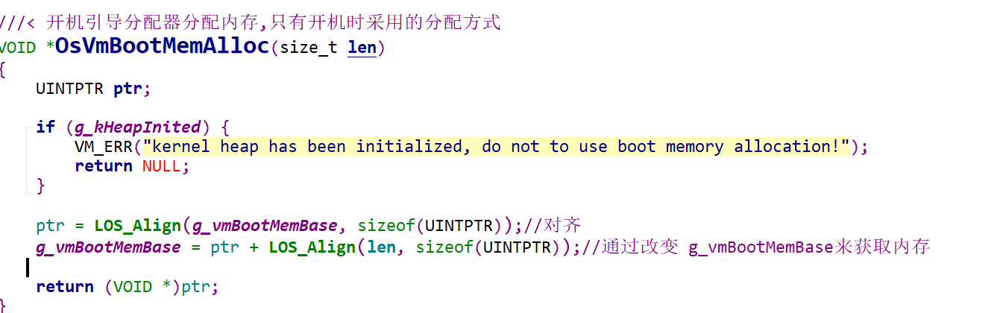 ///< 开机引导分配器分配内存,只有开机时采用的分配方式
VOID *OsVmBootMemAlloc(size_t len)
{
    UINTPTR ptr;
    if (g_kHeapInited) {
        VM_ERR("kernel heap has been initialized, do not to use boot memory allocation!");
        return NULL;
    }
    ptr = LOS_Align(g_vmBootMemBase, sizeof(UINTPTR));//对齐
    g_vmBootMemBase = ptr + LOS_Align(len, sizeof(UINTPTR));//通过改变 g_vmBootMemBase来获取内存
    return (VOID *)ptr;
}